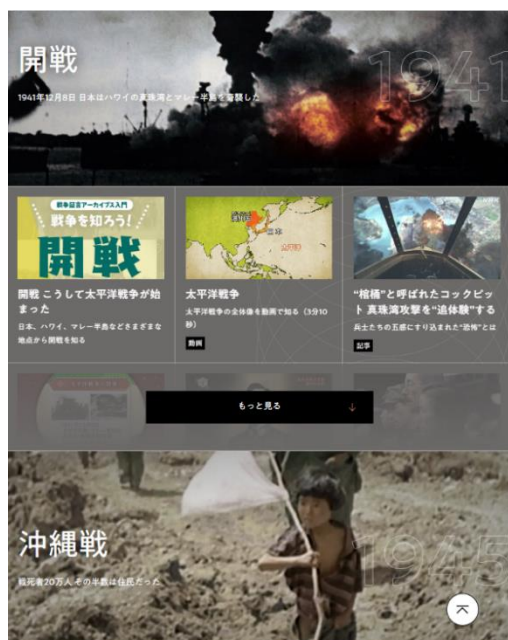 開戦
1941
1941年12月8日 日本はハワイの真珠湾とマレー半島を奇襲した
戦争証言アーカイブス入門
戦争を知ろう!
開戦
開戦 こうして太平洋戦争が始
まった
日本、ハワイ、マレー半島などさまざまな
地点から開戦を知る
日本
太平洋
太平洋戦争
太平洋戦争の全体像を動画で知る(3分10
秒)
動画
“棺桶”と呼ばれたコックピッ
ト 真珠湾攻撃を“追体験”する
兵士たちの五感にすり込まれた“恐怖”とは
記事
もっと見る
沖縄戦
1945
戦死者20万人 その半数は住民だった